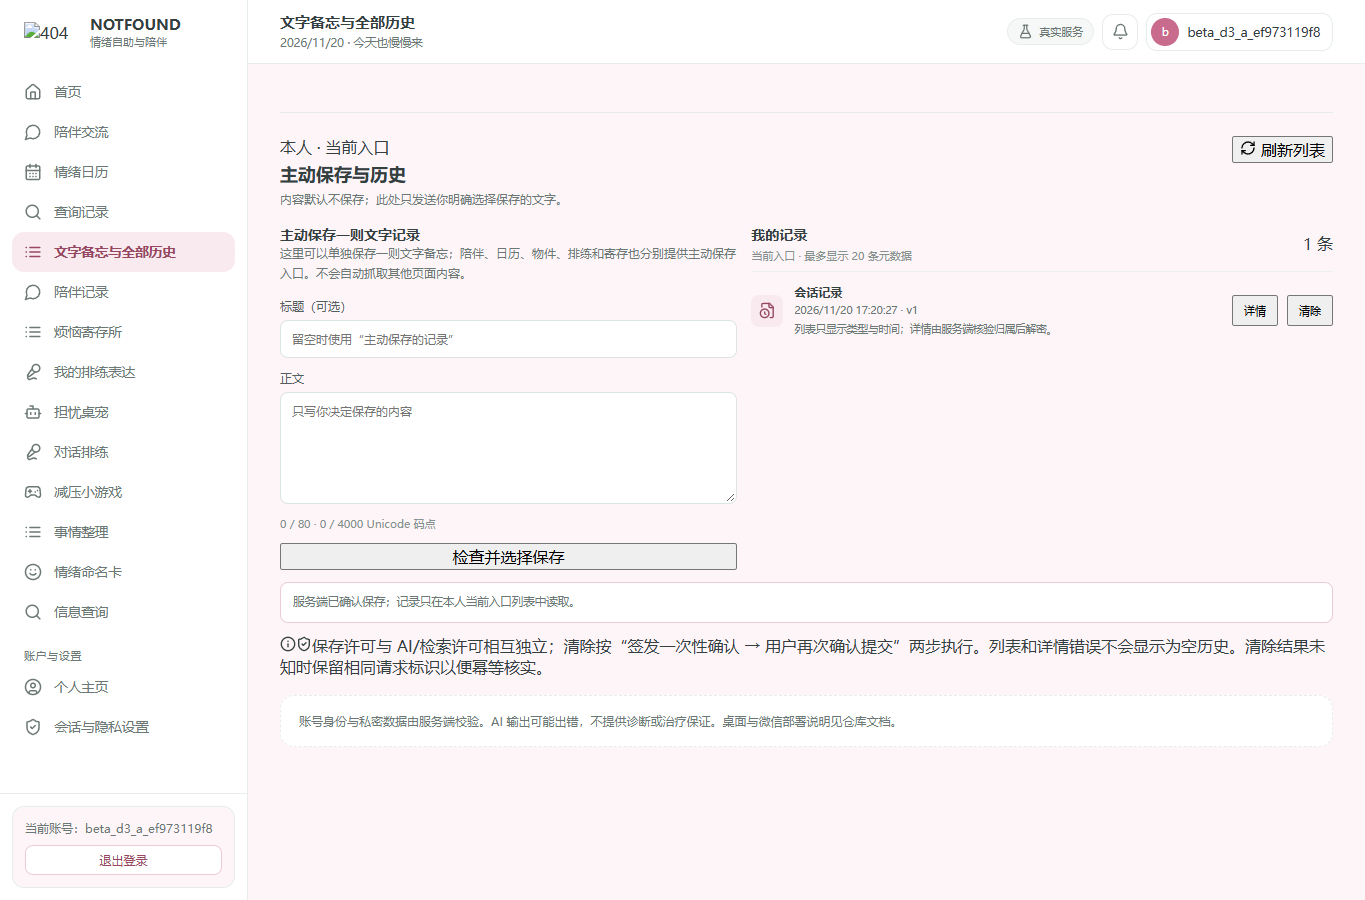 404
NOTFOUND
情绪自助与陪伴
首页
陪伴交流
情绪日历
查询记录
文字备忘与全部历史
陪伴记录
烦恼寄存所
我的排练表达
担忧桌宠
对话排练
减压小游戏
事情整理
情绪命名卡
信息查询
账户与设置
个人主页
会话与隐私设置
当前账号：beta_d3_a_ef973119f8
退出登录
文字备忘与全部历史
2026/11/20 · 今天也慢慢来
真实服务
b
beta_d3_a_ef973119f8
本人 · 当前入口
主动保存与历史
内容默认不保存；此处只发送你明确选择保存的文字。
刷新列表
主动保存一则文字记录
这里可以单独保存一则文字备忘；陪伴、日历、物件、排练和寄存也分别提供主动保存
入口。不会自动抓取其他页面内容。
标题（可选）
留空时使用“主动保存的记录”
正文
只写你决定保存的内容
0 / 80 · 0 / 4000 Unicode 码点
检查并选择保存
我的记录
当前入口 · 最多显示 20 条元数据
1 条
会话记录
2026/11/20 17:20:27 · v1
列表只显示类型与时间；详情由服务端核验归属后解密。
详情
清除
服务端已确认保存；记录只在本人当前入口列表中读取。
保存许可与 AI/检索许可相互独立；清除按“签发一次性确认 → 用户再次确认提交”两步执行。列表和详情错误不会显示为空历史。清除结果未
知时保留相同请求标识以便幂等核实。
账号身份与私密数据由服务端校验。AI 输出可能出错，不提供诊断或治疗保证。桌面与微信部署说明见仓库文档。